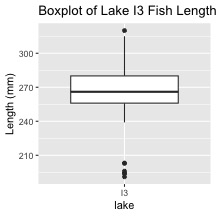 Boxplot of Lake I3 Fish Length
Length (mm)
300
270
240
210
I3
lake